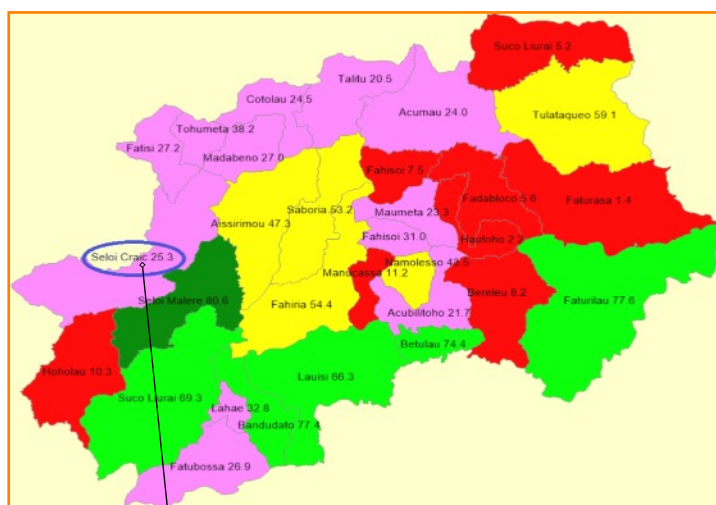 Suco Liurai 5.2
Talitu 20.5
Cotolau 24.5
Acumau 24.0
Tulataqueo 59.1
Tohumeta 38.2
Fatisi 27.2
Madabeno 27.0
Fahisoi 7.5
Fadabloco 5.6
Faturasa 1.4
Saboria 53.2
Maumeta 23.3
Aissirimou 47.3
Fahisoi 31.0
Hautoho 2.7
Seloi Craic 25.3
Namolesso 43.5
Manucassa 11.2
Bereleu 8.2
Seloi Malere 80.6
Fahiria 54.4
Acubilitoho 21.7
Faturilau 77.6
Betulau 74.4
Hoholau 10.3
Lauisi 66.3
Suco Liurai 69.3
Lahae 32.8
Bandudato 77.4
Fatubossa 26.9